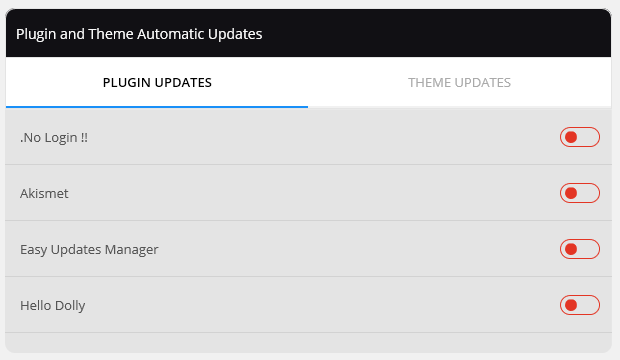 Plugin and Theme Automatic Updates
PLUGIN UPDATES
THEME UPDATES
.No Login !!
Akismet
Easy Updates Manager
Hello Dolly